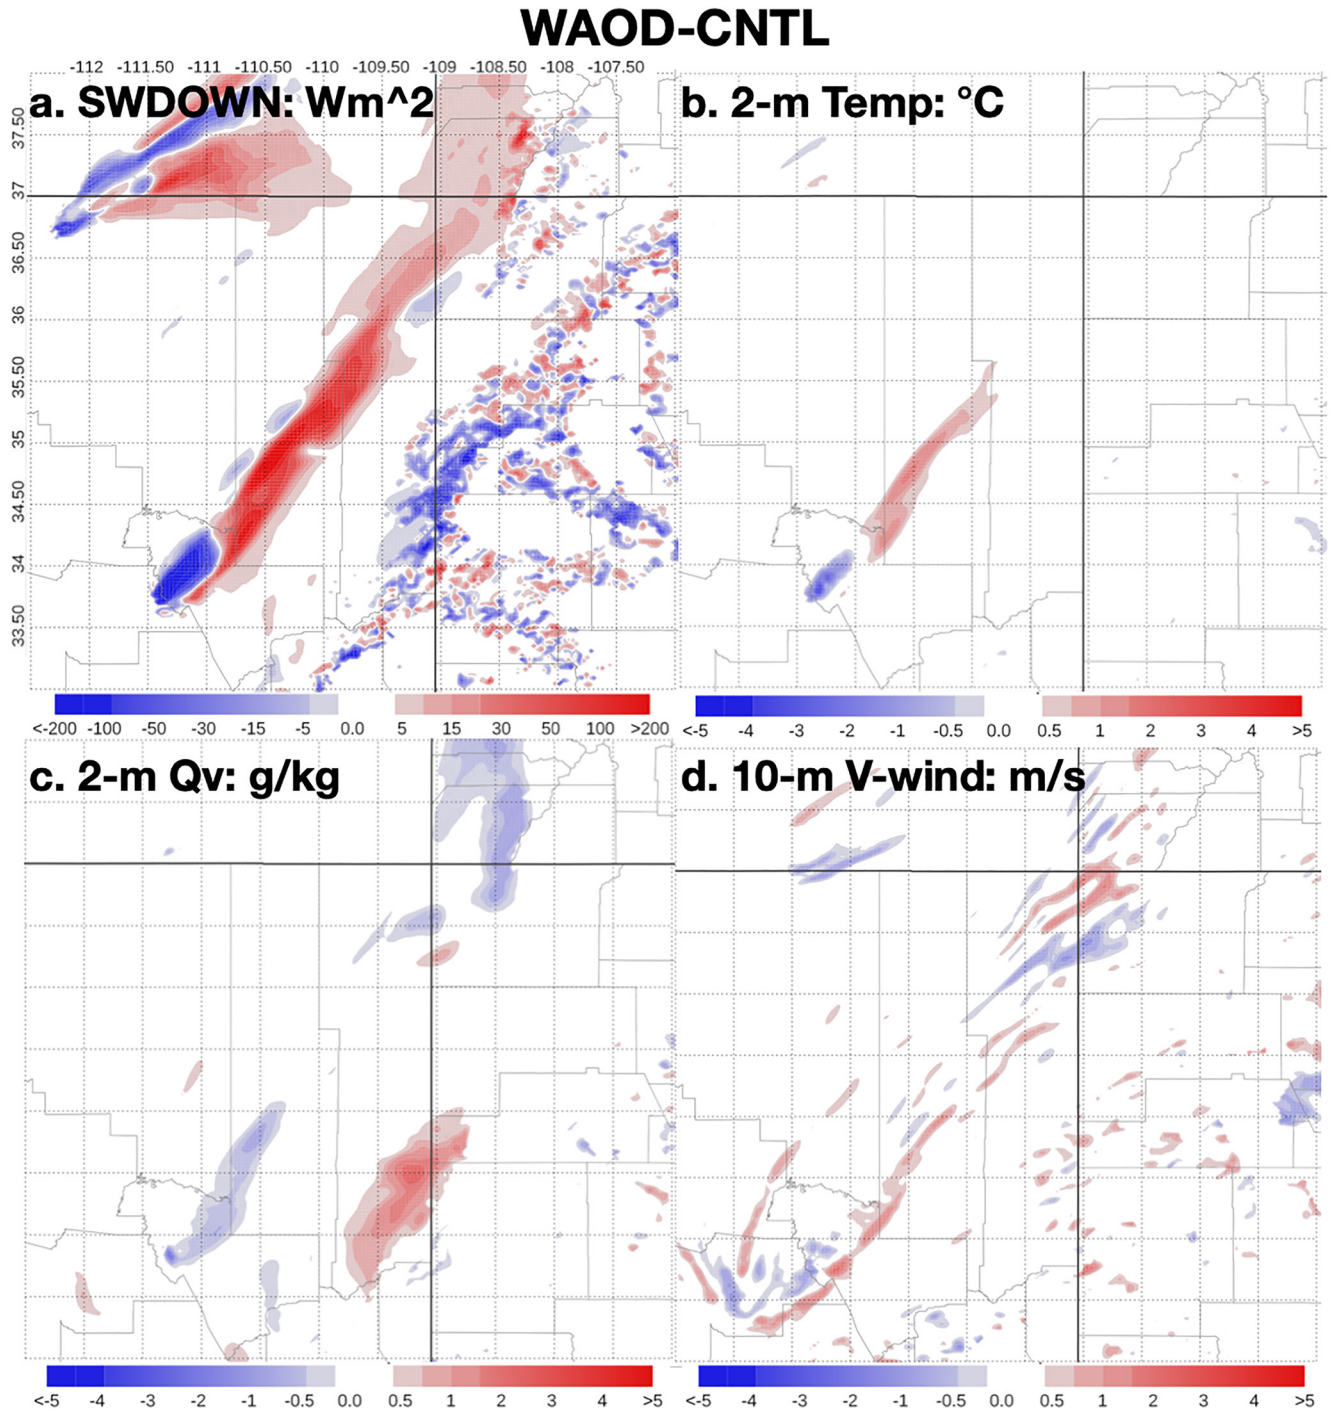 WAOD-CNTL
-112 -111.50 -111 -110.50 -110 -109.50 -109 -108.50 -108 -107.50
a. SWDOWN: Wm^2
b. 2-m Temp: °C
37.50
37
36.50
36
35.50
35
34.50
34
33.50
<-200 -100 -50 -30 -15 -5 0.0 5 15 30 50 100 >200
<-5 -4 -3 -2 -1 -0.5 0.0 0.5 1 2 3 4 >5
c. 2-m Qv: g/kg
d. 10-m V-wind: m/s
<-5 -4 -3 -2 -1 -0.5 0.0 0.5 1 2 3 4 >5
<-5 -4 -3 -2 -1 -0.5 0.0 0.5 1 2 3 4 >5